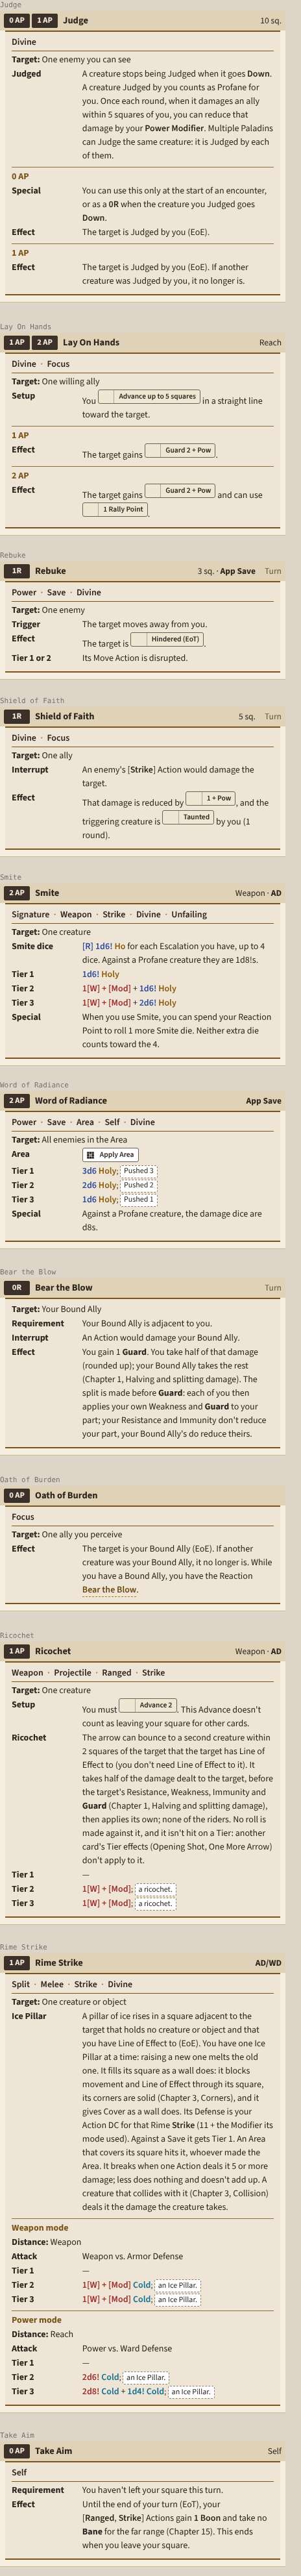 Judge
0 AP 1 AP Judge 10 sq.
Divine
Target: One enemy you can see
Judged A creature stops being Judged when it goes Down.
A creature Judged by you counts as Profane for
you. Once each round, when it damages an ally
within 5 squares of you, you can reduce that
damage by your Power Modifier. Multiple Paladins
can Judge the same creature: it is Judged by each
of them.
0 AP
Special You can use this only at the start of an encounter,
or as a 0R when the creature you Judged goes
Down.
Effect The target is Judged by you (EoE).
1 AP
Effect The target is Judged by you (EoE). If another
creature was Judged by you, it no longer is.
Lay On Hands
1 AP 2 AP Lay On Hands Reach
Divine · Focus
Target: One willing ally
Setup You Advance up to 5 squares in a straight line
toward the target.
1 AP
Effect The target gains Guard 2 + Pow.
2 AP
Effect The target gains Guard 2 + Pow and can use
1 Rally Point.
Rebuke
1R Rebuke 3 sq. · App Save Turn
Power · Save · Divine
Target: One enemy
Trigger The target moves away from you.
Effect The target is Hindered (EoT).
Tier 1 or 2 Its Move Action is disrupted.
Shield of Faith
1R Shield of Faith 5 sq. Turn
Divine · Focus
Target: One ally
Interrupt An enemy's [Strike] Action would damage the
target.
Effect That damage is reduced by 1 + Pow, and the
triggering creature is Taunted by you (1
round).
Smite
2 AP Smite Weapon · AD
Signature · Weapon · Strike · Divine · Unfailing
Target: One creature
Smite dice [R] 1d6! Ho for each Escalation you have, up to 4
dice. Against a Profane creature they are 1d8!s.
Tier 1 1d6! Holy
Tier 2 1[W] + [Mod] + 1d6! Holy
Tier 3 1[W] + [Mod] + 2d6! Holy
Special When you use Smite, you can spend your Reaction
Point to roll 1 more Smite die. Neither extra die
counts toward the 4.
Word of Radiance
2 AP Word of Radiance App Save
Power · Save · Area · Self · Divine
Target: All enemies in the Area
Area Apply Area
Tier 1 3d6 Holy; Pushed 3
Tier 2 2d6 Holy; Pushed 2
Tier 3 1d6 Holy; Pushed 1
Special Against a Profane creature, the damage dice are
d8s.
Bear the Blow
0R Bear the Blow Turn
Target: Your Bound Ally
Requirement Your Bound Ally is adjacent to you.
Interrupt An Action would damage your Bound Ally.
Effect You gain 1 Guard. You take half of that damage
(rounded up); your Bound Ally takes the rest
(Chapter 1, Halving and splitting damage). The
split is made before Guard: each of you then
applies your own Weakness and Guard to your
part; your Resistance and Immunity don't reduce
your part, your Bound Ally's do reduce theirs.
Oath of Burden
0 AP Oath of Burden
Focus
Target: One ally you perceive
Effect The target is your Bound Ally (EoE). If another
creature was your Bound Ally, it no longer is. While
you have a Bound Ally, you have the Reaction
Bear the Blow.
Ricochet
1 AP Ricochet Weapon · AD
Weapon · Projectile · Ranged · Strike
Target: One creature
Setup You must Advance 2. This Advance doesn't
count as leaving your square for other cards.
Ricochet The arrow can bounce to a second creature within
2 squares of the target that the target has Line of
Effect to (you don't need Line of Effect to it). It
takes half of the damage dealt to the target, before
the target's Resistance, Weakness, Immunity and
Guard (Chapter 1, Halving and splitting damage),
then applies its own; none of the riders. No roll is
made against it, and it isn't hit on a Tier: another
card's Tier effects (Opening Shot, One More Arrow)
don't apply to it.
Tier 1 —
Tier 2 1[W] + [Mod]; a ricochet.
Tier 3 1[W] + [Mod]; a ricochet.
Rime Strike
1 AP Rime Strike AD/WD
Split · Melee · Strike · Divine
Target: One creature or object
Ice Pillar A pillar of ice rises in a square adjacent to the
target that holds no creature or object and that
you have Line of Effect to (EoE). You have one Ice
Pillar at a time: raising a new one melts the old
one. It fills its square as a wall does: it blocks
movement and Line of Effect through its square,
its corners are solid (Chapter 3, Corners), and it
gives Cover as a wall does. Its Defense is your
Action DC for that Rime Strike (11 + the Modifier its
mode used). Against a Save it gets Tier 1. An Area
that covers its square hits it, whoever made the
Area. It breaks when one Action deals it 5 or more
damage; less does nothing and doesn't add up. A
creature that collides with it (Chapter 3, Collision)
deals it the damage the creature takes.
Weapon mode
Distance: Weapon
Attack Weapon vs. Armor Defense
Tier 1 —
Tier 2 1[W] + [Mod] Cold; an Ice Pillar.
Tier 3 1[W] + [Mod] Cold; an Ice Pillar.
Power mode
Distance: Reach
Attack Power vs. Ward Defense
Tier 1 —
Tier 2 2d6! Cold; an Ice Pillar.
Tier 3 2d8! Cold + 1d4! Cold; an Ice Pillar.
Take Aim
0 AP Take Aim Self
Self
Requirement You haven't left your square this turn.
Effect Until the end of your turn (EoT), your
[Ranged, Strike] Actions gain 1 Boon and take no
Bane for the far range (Chapter 15). This ends
when you leave your square.